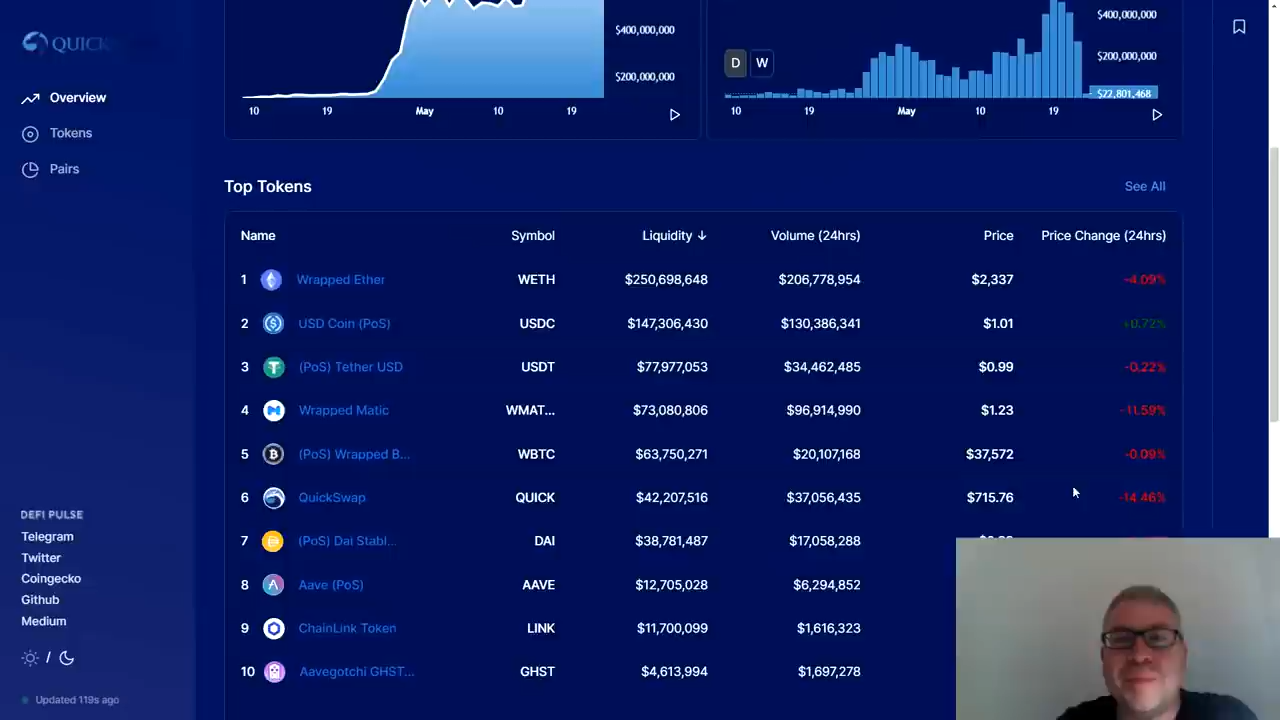 QUICK
Overview
Tokens
Pairs
$400,000,000
$200,000,000
10 19 May 10 19
D W
$400,000,000
$200,000,000
$22,801,468
10 19 May 10 19
Top Tokens See All
Name Symbol Liquidity ↓ Volume (24hrs) Price Price Change (24hrs)
1 Wrapped Ether WETH $250,698,648 $206,778,954 $2,337 -4.09%
2 USD Coin (PoS) USDC $147,306,430 $130,386,341 $1.01 +0.72%
3 (PoS) Tether USD USDT $77,977,053 $34,462,485 $0.99 -0.22%
4 Wrapped Matic WMAT... $73,080,806 $96,914,990 $1.23 -11.59%
5 (PoS) Wrapped B... WBTC $63,750,271 $20,107,168 $37,572 -0.09%
6 QuickSwap QUICK $42,207,516 $37,056,435 $715.76 -14.46%
7 (PoS) Dai Stabl... DAI $38,781,487 $17,058,288
8 Aave (PoS) AAVE $12,705,028 $6,294,852
9 ChainLink Token LINK $11,700,099 $1,616,323
10 Aavegotchi GHST... GHST $4,613,994 $1,697,278
DEFI PULSE
Telegram
Twitter
Coingecko
Github
Medium
/
Updated 119s ago